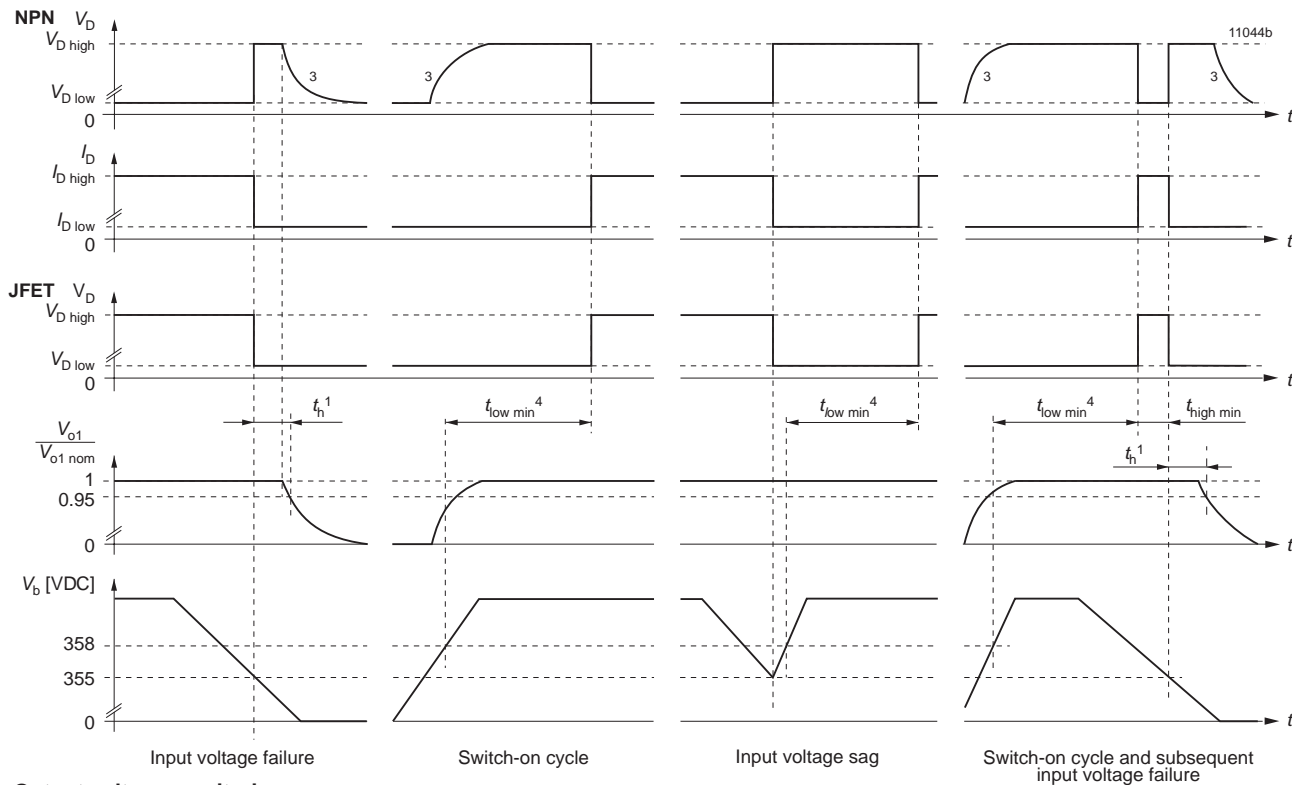 NPN V_D
V_D high
11044b
3
3
3
3
V_D low
0
t
I_D
I_D high
I_D low
0
t
JFET V_D
V_D high
V_D low
0
t
t_h^1
t_low min^4
t_low min^4
t_low min^4
t_high min
t_h^1
V_o1
V_o1 nom
1
0.95
0
t
V_b [VDC]
358
355
0
t
Input voltage failure
Switch-on cycle
Input voltage sag
Switch-on cycle and subsequent
input voltage failure